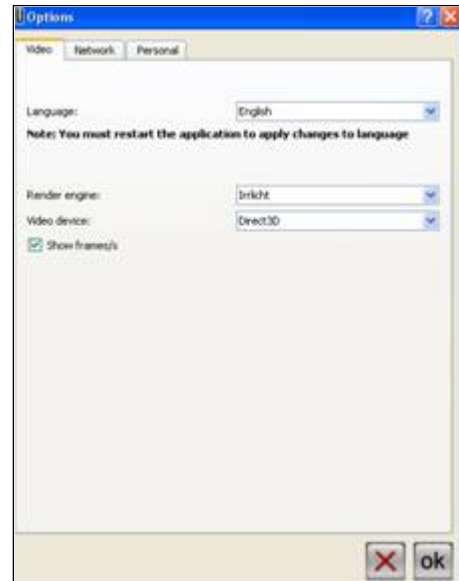 Options
Video Network Personal
Language: English
Note: You must restart the application to apply changes to language
Render engine: Irrlicht
Video device: Direct3D
Show frames/s
ok